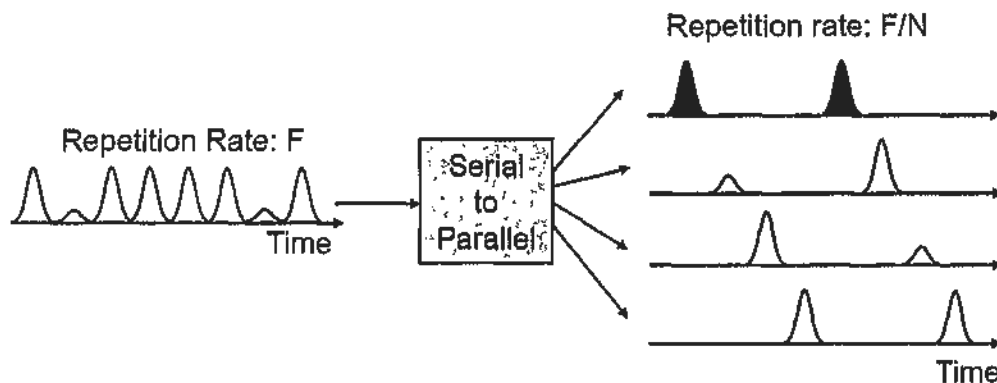 Repetition rate: F/N
Repetition Rate: F
Serial
to
Parallel
Time
Time